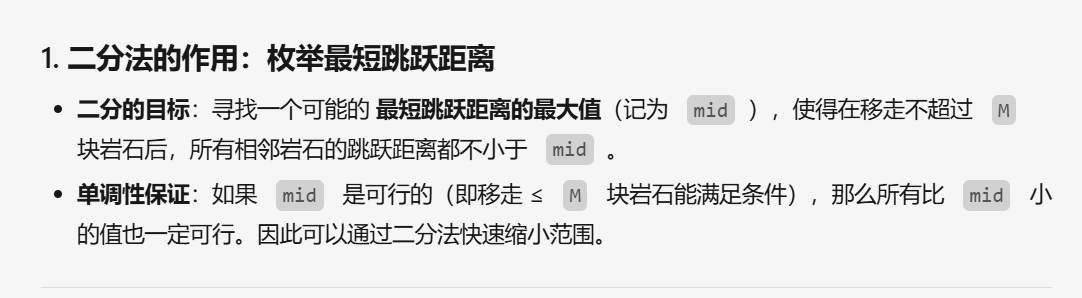 1. 二分法的作用：枚举最短跳跃距离
• 二分的目标：寻找一个可能的 最短跳跃距离的最大值（记为 mid ），使得在移走不超过 M
块岩石后，所有相邻岩石的跳跃距离都不小于 mid 。
• 单调性保证：如果 mid 是可行的（即移走 ≤ M 块岩石能满足条件），那么所有比 mid 小
的值也一定可行。因此可以通过二分法快速缩小范围。